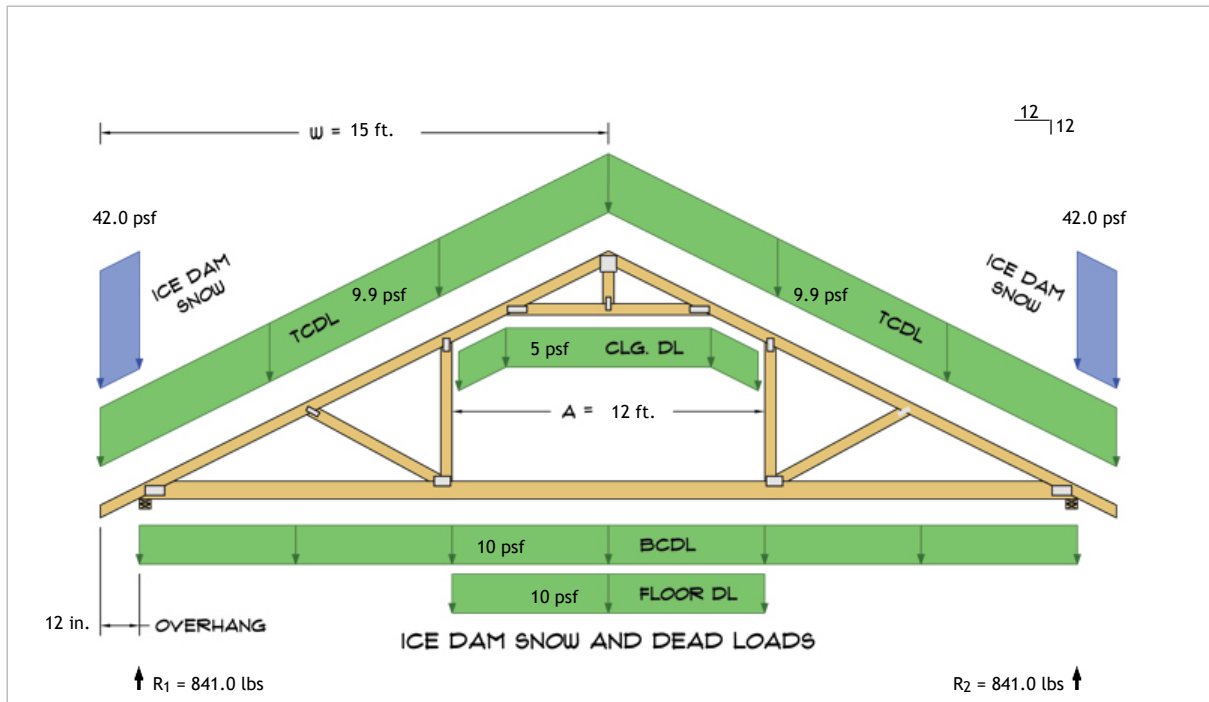 12
12
W = 15 ft.
42.0 psf
42.0 psf
ICE DAM
SNOW
ICE DAM
SNOW
9.9 psf
9.9 psf
TCDL
TCDL
5 psf CLG. DL
A = 12 ft.
10 psf BCDL
10 psf FLOOR DL
12 in.
OVERHANG
ICE DAM SNOW AND DEAD LOADS
R1 = 841.0 lbs
R2 = 841.0 lbs